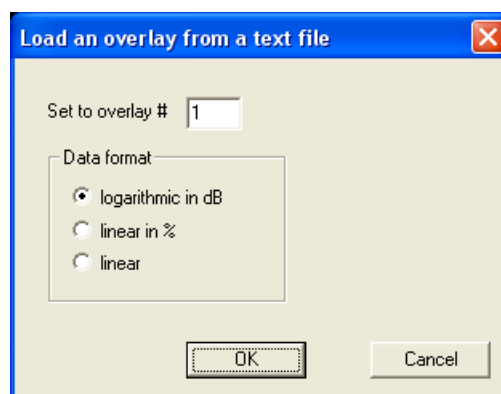 Load an overlay from a text file
Set to overlay # 1
Data format
logarithmic in dB
linear in %
linear
OK Cancel